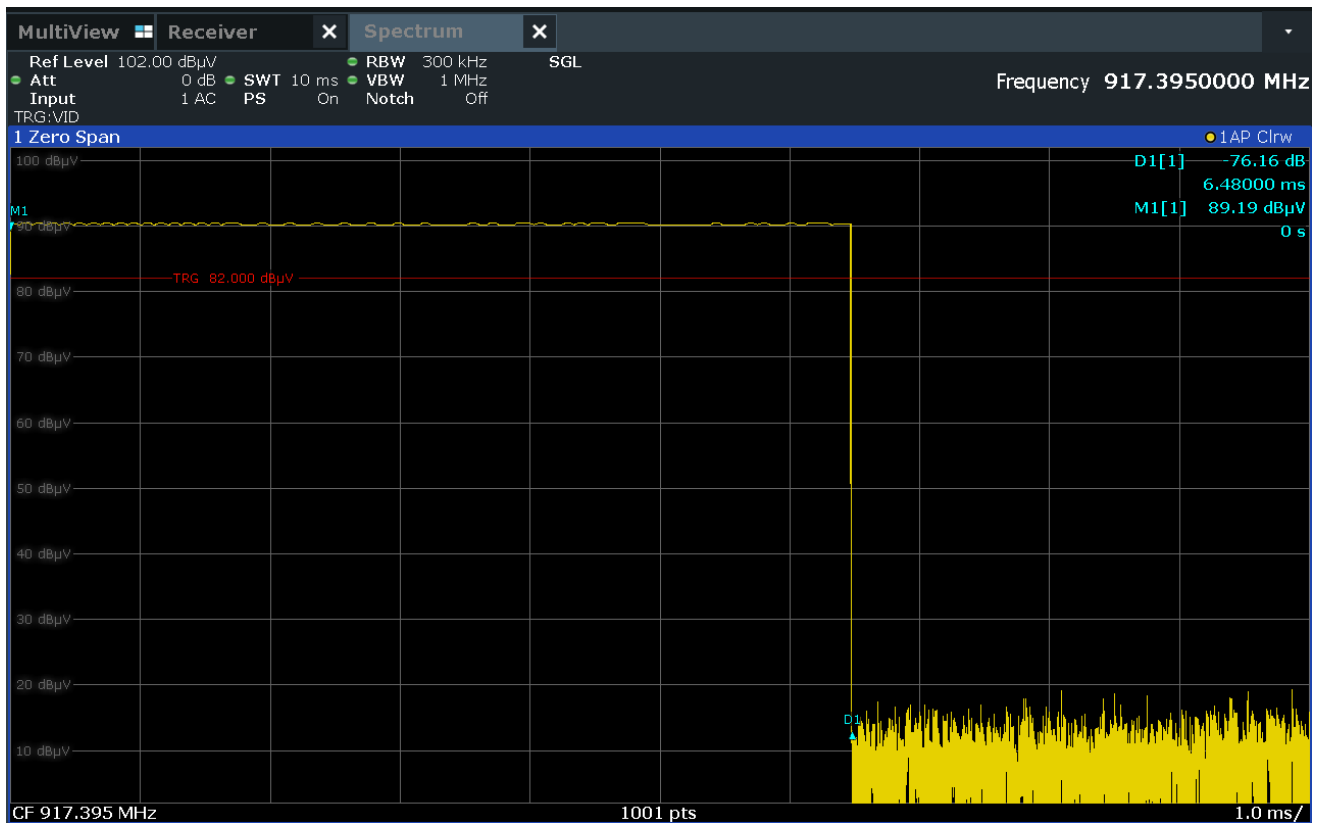 MultiView Receiver Spectrum
Ref Level 102.00 dBµV RBW 300 kHz SGL
Att 0 dB SWT 10 ms VBW 1 MHz Frequency 917.3950000 MHz
Input 1 AC PS On Notch Off
TRG:VID
1 Zero Span 1AP Clrw
100 dBµV D1[1] -76.16 dB
6.48000 ms
M1 M1[1] 89.19 dBµV
90 dBµV 0 s
TRG 82.000 dBµV
80 dBµV
70 dBµV
60 dBµV
50 dBµV
40 dBµV
30 dBµV
20 dBµV
D1
10 dBµV
CF 917.395 MHz 1001 pts 1.0 ms/